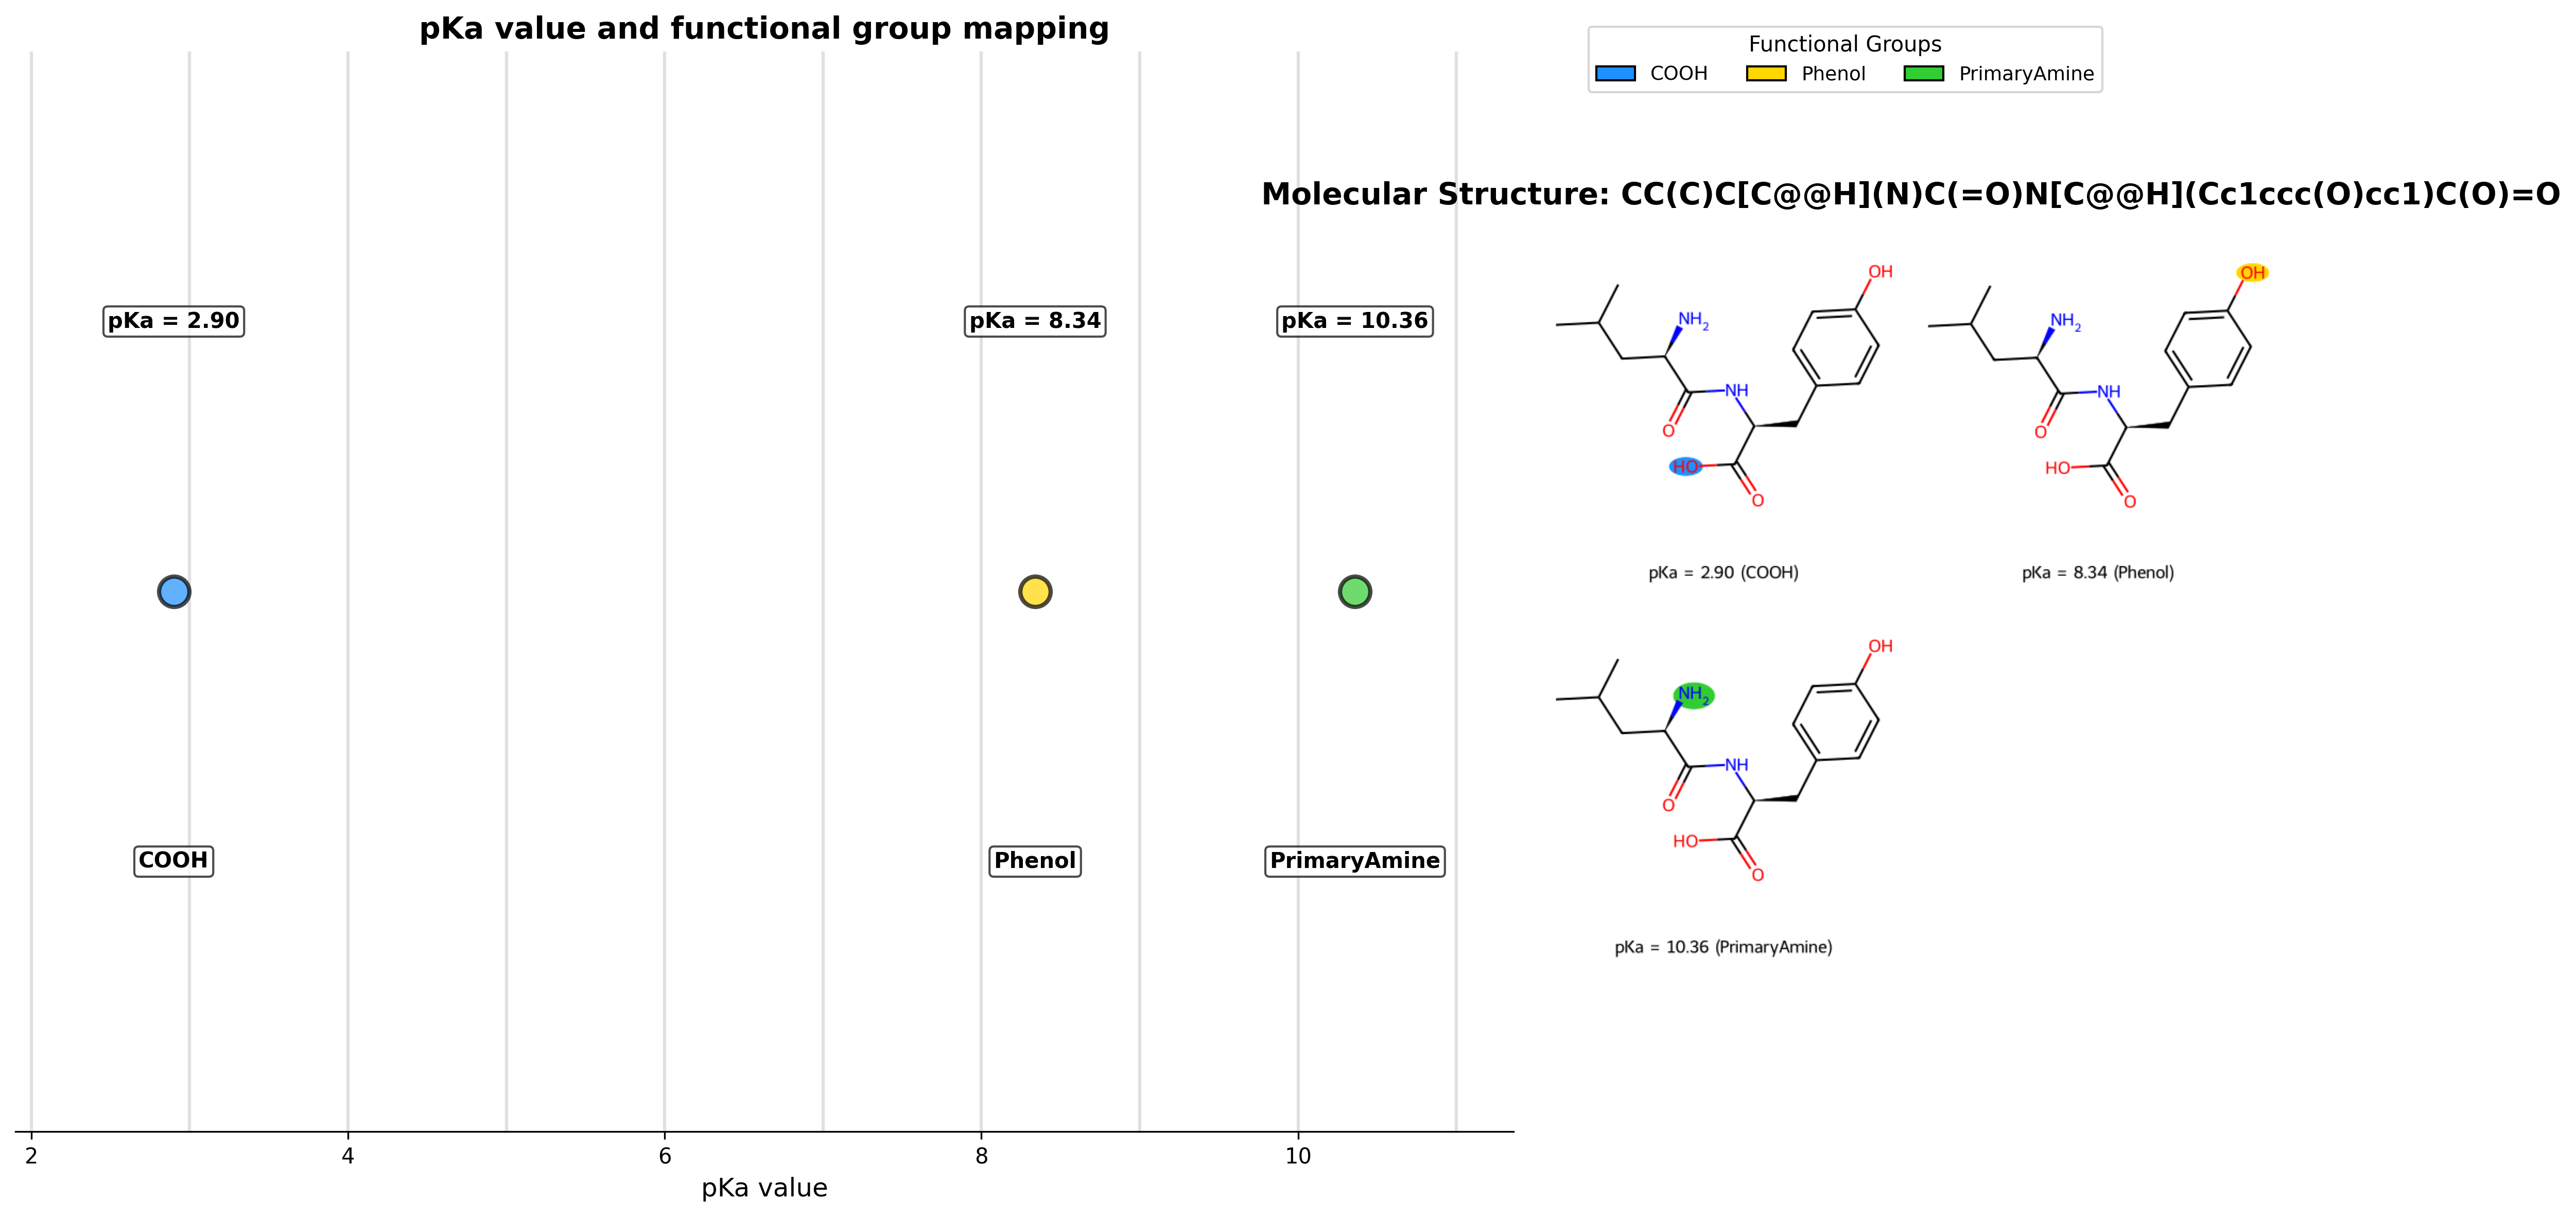 pKa value and functional group mapping
pKa = 2.90
pKa = 8.34
pKa = 10.36
COOH
Phenol
PrimaryAmine
2
4
6
8
10
pKa value
Functional Groups
COOH
Phenol
PrimaryAmine
Molecular Structure: CC(C)C[C@@H](N)C(=O)N[C@@H](Cc1ccc(O)cc1)C(O)=O
OH
NH2
NH
O
HO
O
pKa = 2.90 (COOH)
OH
NH2
NH
O
HO
O
pKa = 8.34 (Phenol)
OH
NH2
NH
O
HO
O
pKa = 10.36 (PrimaryAmine)